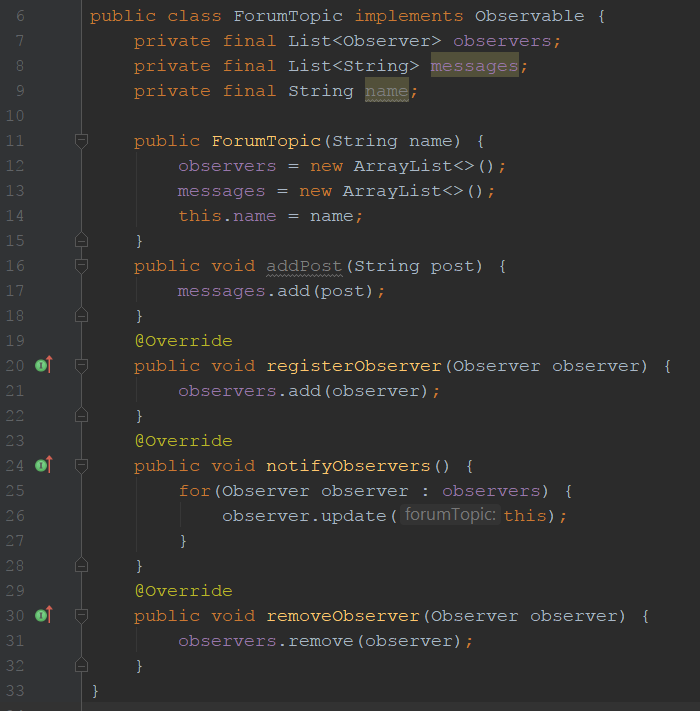 6 public class ForumTopic implements Observable {
7 private final List<Observer> observers;
8 private final List<String> messages;
9 private final String name;
10
11 public ForumTopic(String name) {
12 observers = new ArrayList<>();
13 messages = new ArrayList<>();
14 this.name = name;
15 }
16 public void addPost(String post) {
17 messages.add(post);
18 }
19 @Override
20 public void registerObserver(Observer observer) {
21 observers.add(observer);
22 }
23 @Override
24 public void notifyObservers() {
25 for(Observer observer : observers) {
26 observer.update( forumTopic: this);
27 }
28 }
29 @Override
30 public void removeObserver(Observer observer) {
31 observers.remove(observer);
32 }
33 }